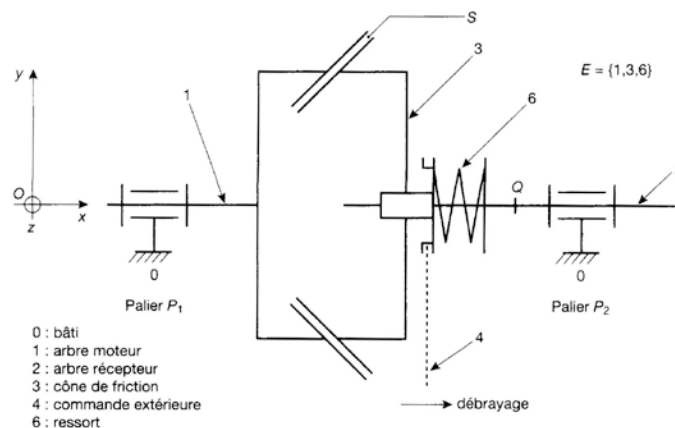 S
3
E = {1,3,6}
y
1
6
O
z
x
Q
0
0
Palier P₁
Palier P₂
0 : bâti
1 : arbre moteur
2 : arbre récepteur
3 : cône de friction
4 : commande extérieure
6 : ressort
4
débrayage